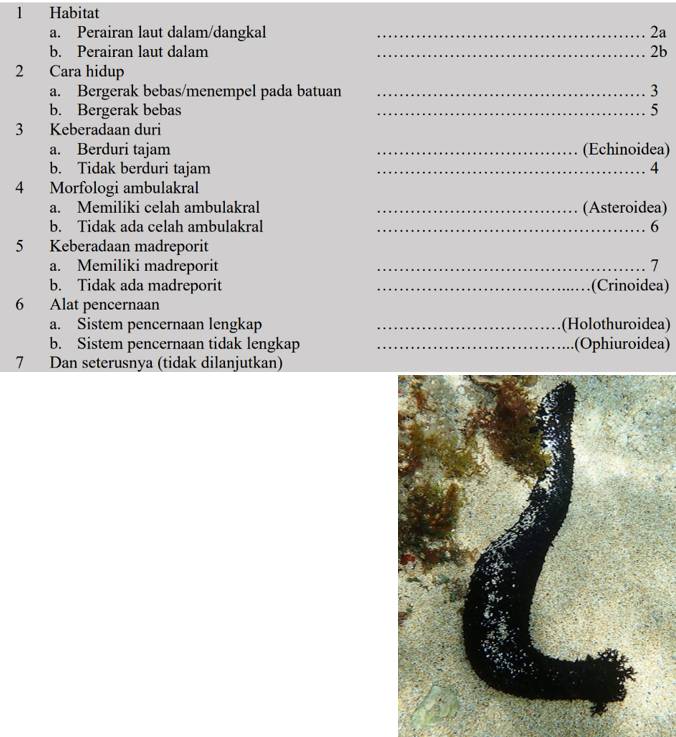 1 Habitat
a. Perairan laut dalam/dangkal ........................................ 2a
b. Perairan laut dalam ........................................ 2b
2 Cara hidup
a. Bergerak bebas/menempel pada batuan ........................................ 3
b. Bergerak bebas ........................................ 5
3 Keberadaan duri
a. Berduri tajam .............................. (Echinoidea)
b. Tidak berduri tajam ........................................ 4
4 Morfologi ambulakral
a. Memiliki celah ambulakral .............................. (Asteroidea)
b. Tidak ada celah ambulakral ........................................ 6
5 Keberadaan madreporit
a. Memiliki madreporit ........................................ 7
b. Tidak ada madreporit ................................(Crinoidea)
6 Alat pencernaan
a. Sistem pencernaan lengkap ............................(Holothuroidea)
b. Sistem pencernaan tidak lengkap ..............................(Ophiuroidea)
7 Dan seterusnya (tidak dilanjutkan)